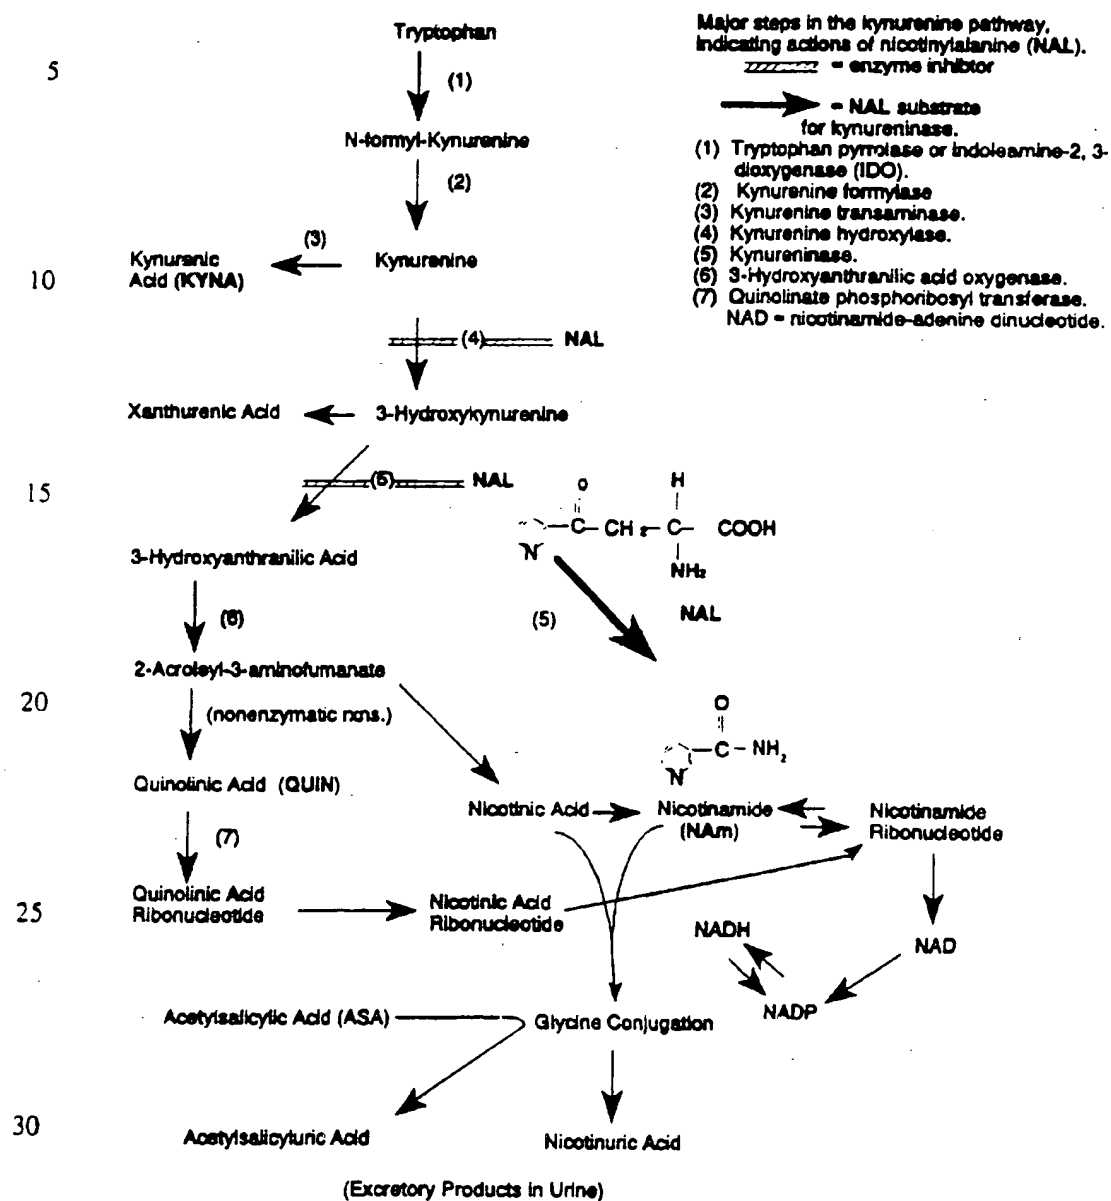 Major steps in the kynurenine pathway,
indicating actions of nicotinylalanine (NAL).
= enzyme inhibtor
= NAL substrate
for kynureninase.
(1) Tryptophan pyrrolase or indoleamine-2, 3-
dioxygenase (IDO).
(2) Kynurenine formylase
(3) Kynurenine transaminase.
(4) Kynurenine hydroxylase.
(5) Kynureninase.
(6) 3-Hydroxyanthranilic acid oxygenase.
(7) Quinolinate phosphoribosyl transferase.
NAD = nicotinamide-adenine dinucleotide.
Tryptophan
5
(1)
N-formyl-Kynurenine
(2)
Kynurenic
Acid (KYNA)
(3)
Kynurenine
10
(4)
NAL
Xanthurenic Acid
3-Hydroxykynurenine
15
(5)
NAL
O
H
C
CH2
C
COOH
N
NH2
NAL
(5)
3-Hydroxyanthranilic Acid
(6)
2-Acroleyl-3-aminofumanate
20
(nonenzymatic rxns.)
O
C
NH2
N
Quinolinic Acid (QUIN)
Nicotinic Acid
Nicotinamide
(NAm)
Nicotinamide
Ribonucleotide
(7)
Quinolinic Acid
Ribonucleotide
25
Nicotinic Acid
Ribonucleotide
NADH
NAD
NADP
Acetylsalicylic Acid (ASA)
Glycine Conjugation
30
Acetylsalicyluric Acid
Nicotinuric Acid
(Excretory Products in Urine)